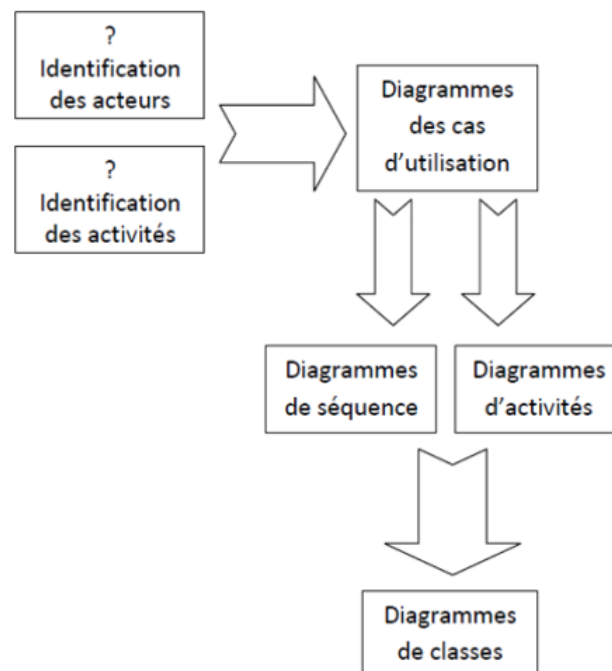 ?
Identification
des acteurs
?
Identification
des activités
Diagrammes
des cas
d'utilisation
Diagrammes
de séquence
Diagrammes
d'activités
Diagrammes
de classes